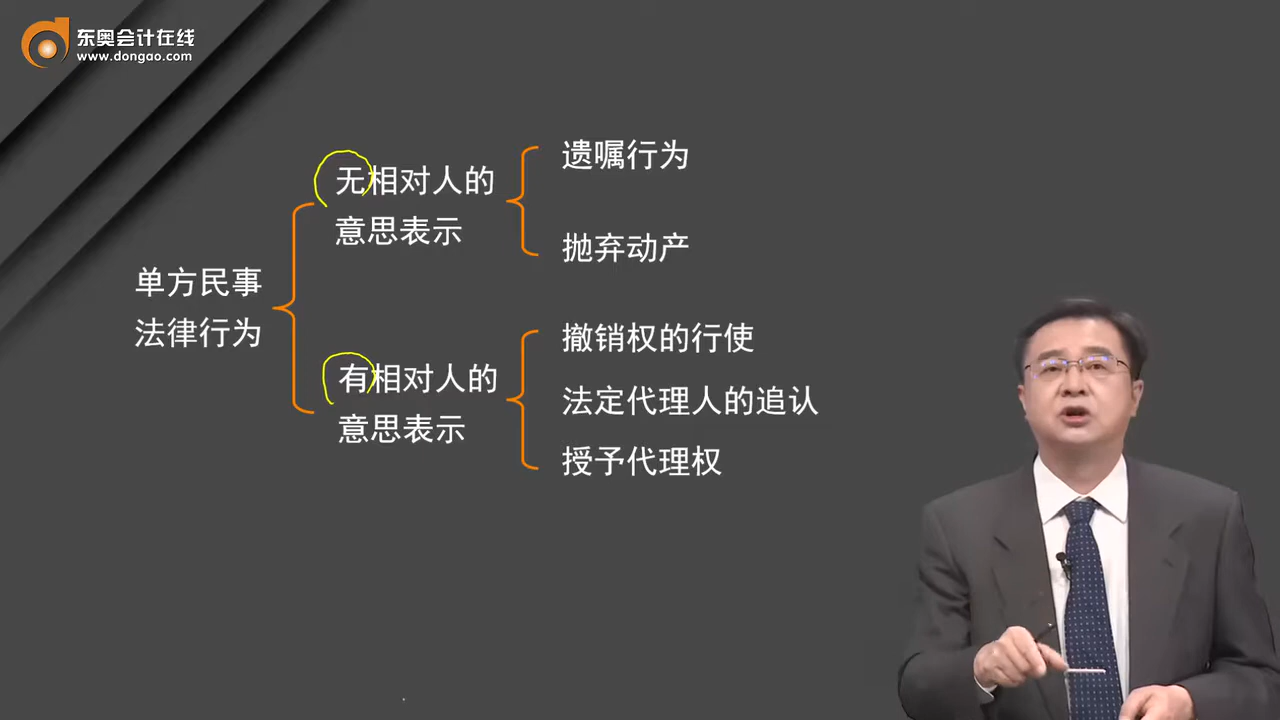 东奥会计在线
www.dongao.com
遗嘱行为
无相对人的
意思表示
抛弃动产
单方民事
法律行为
撤销权的行使
有相对人的
意思表示
法定代理人的追认
授予代理权